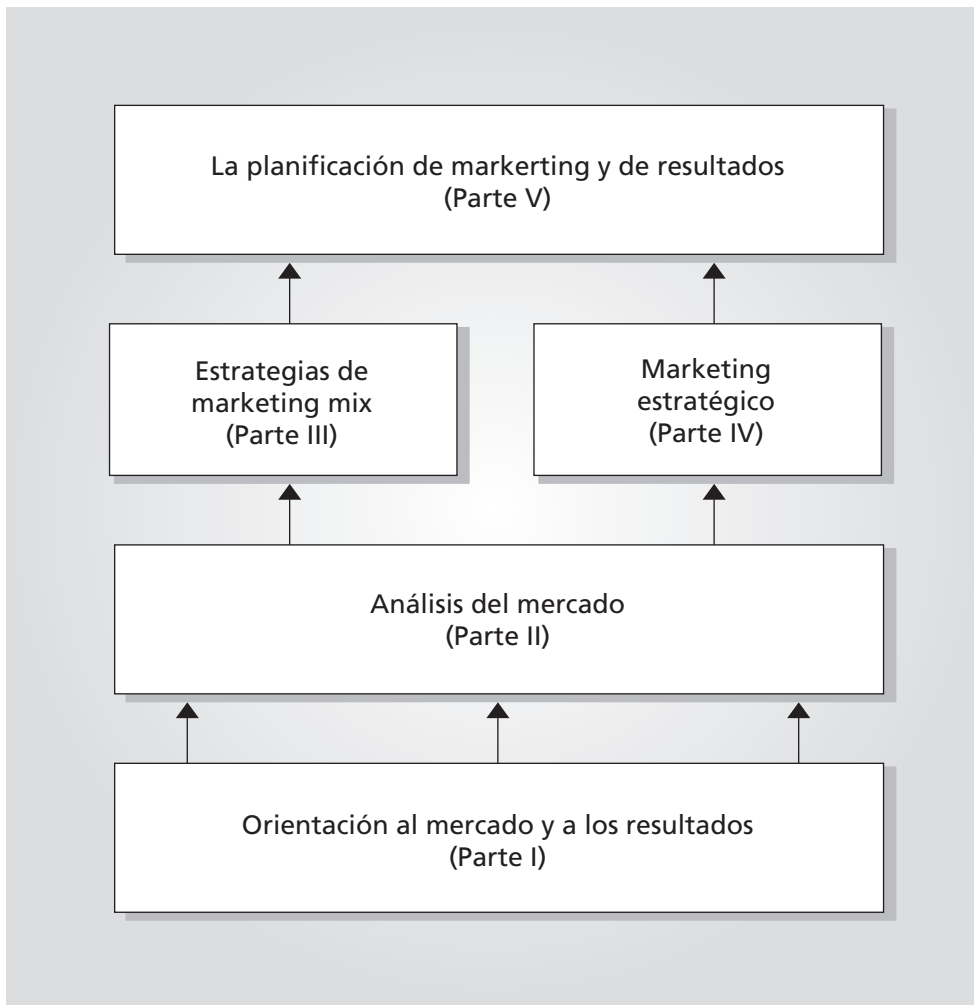 La planificación de markerting y de resultados
(Parte V)
Estrategias de
marketing mix
(Parte III)
Marketing
estratégico
(Parte IV)
Análisis del mercado
(Parte II)
Orientación al mercado y a los resultados
(Parte I)